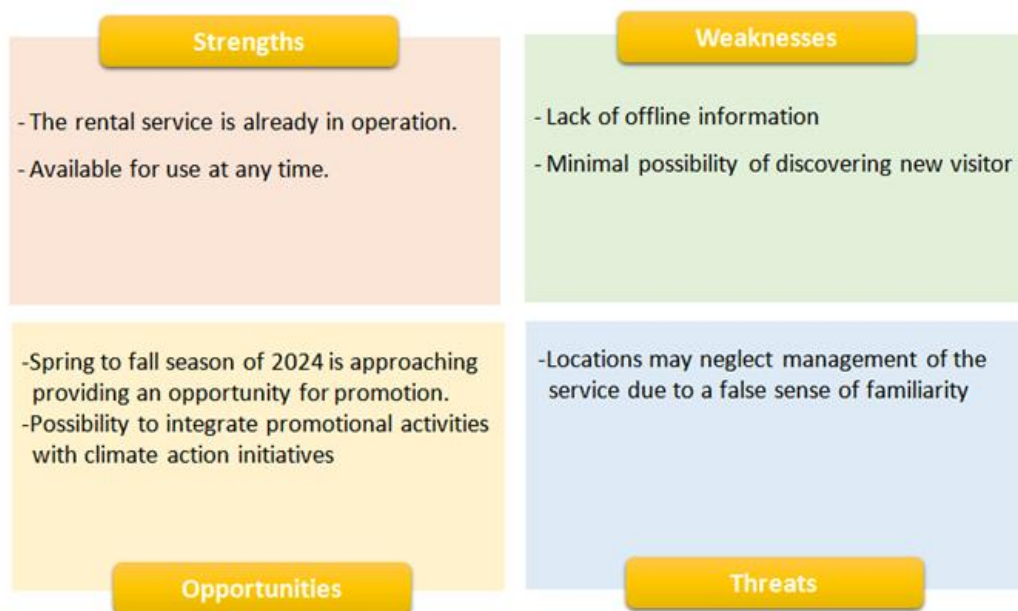 Strengths
- The rental service is already in operation.
- Available for use at any time.
Weaknesses
- Lack of offline information
- Minimal possibility of discovering new visitor
-Spring to fall season of 2024 is approaching
providing an opportunity for promotion.
-Possibility to integrate promotional activities
with climate action initiatives
Opportunities
-Locations may neglect management of the
service due to a false sense of familiarity
Threats